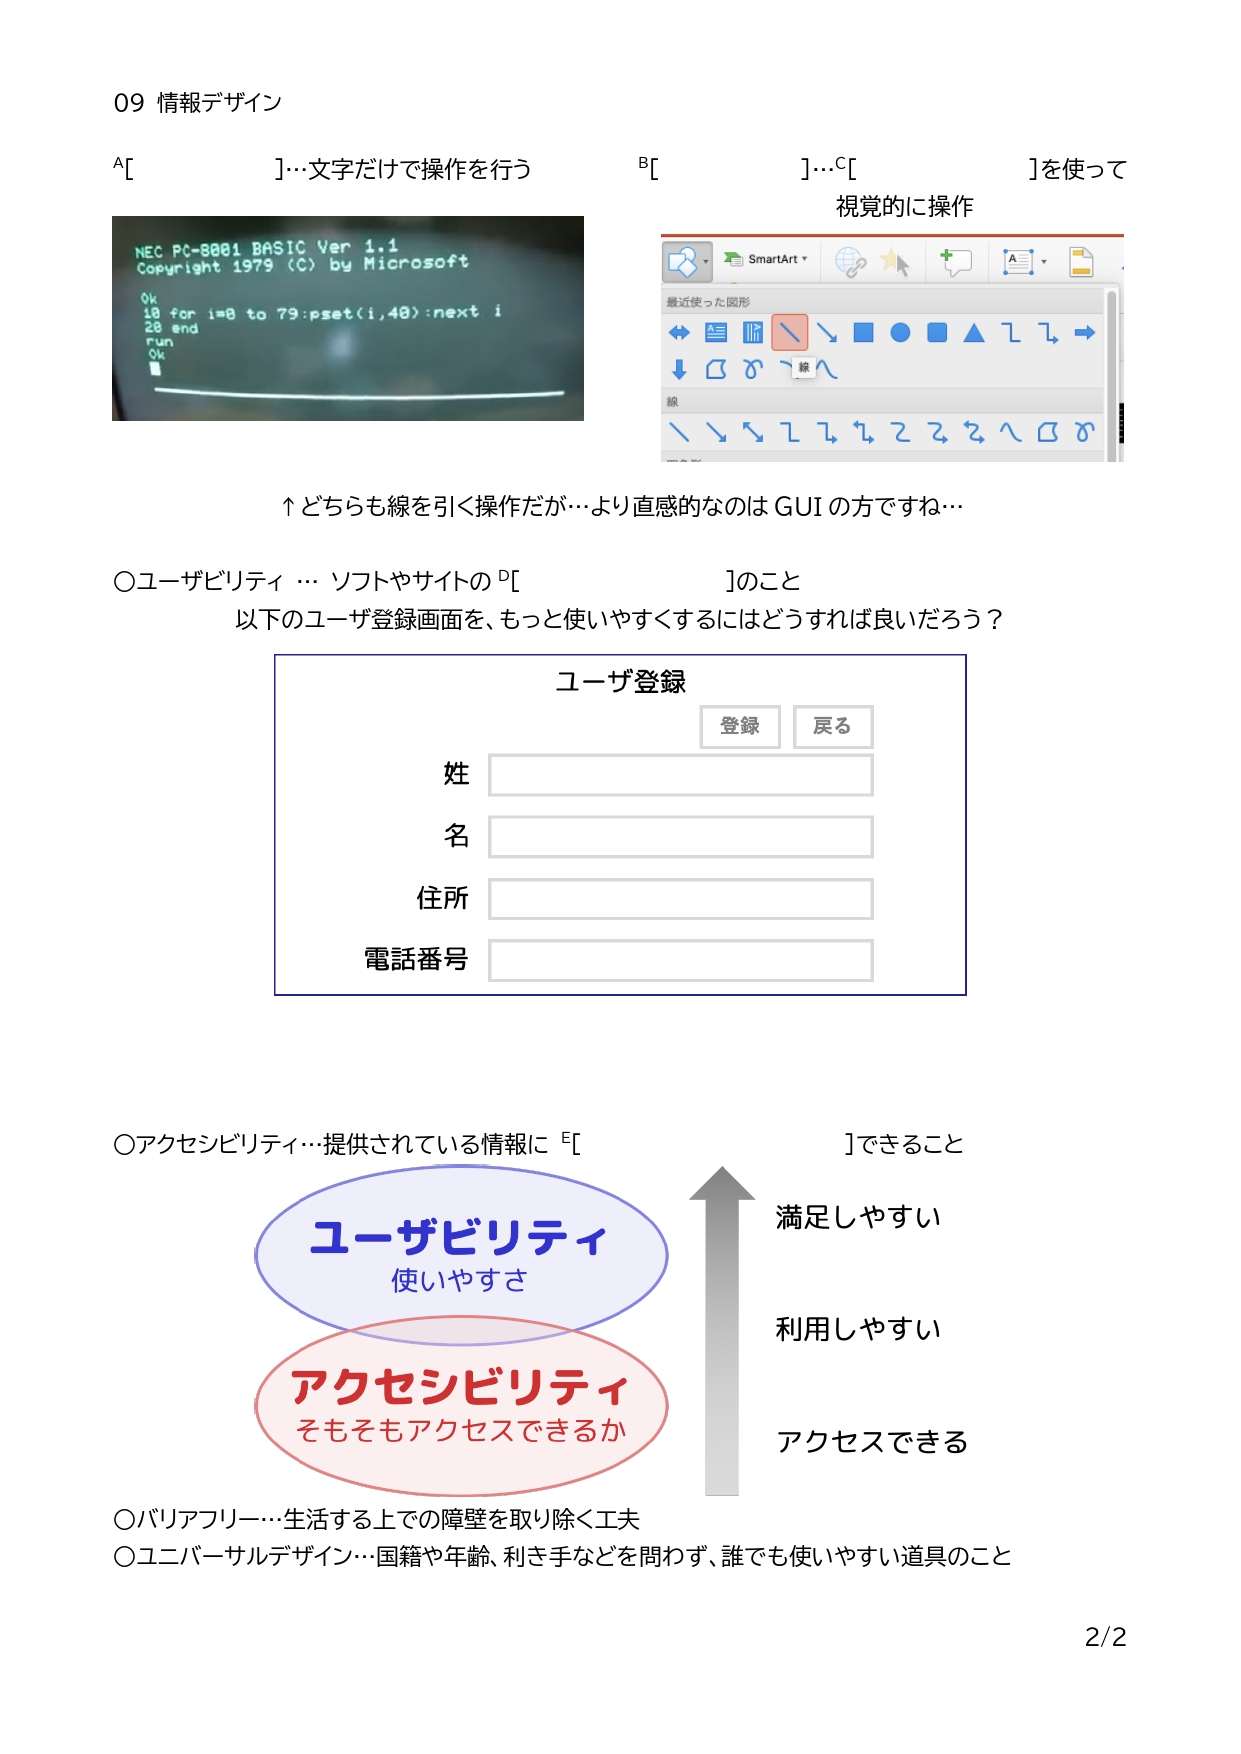 09 情報デザイン
A[ ]…文字だけで操作を行う
B[ ]…C[ ]を使って
視覚的に操作
NEC PC-8001 BASIC Ver 1.1
Copyright 1979 (C) by Microsoft
Ok
10 for i=0 to 79:pset(i,40):next i
20 end
run
Ok
SmartArt
A
最近使った図形
A
線
線
↑どちらも線を引く操作だが…より直感的なのは GUI の方ですね…
〇ユーザビリティ … ソフトやサイトの D[ ]のこと
以下のユーザ登録画面を、もっと使いやすくするにはどうすれば良いだろう？
ユーザ登録
登録 戻る
姓
名
住所
電話番号
〇アクセシビリティ…提供されている情報に E[ ]できること
ユーザビリティ
使いやすさ
アクセシビリティ
そもそもアクセスできるか
満足しやすい
利用しやすい
アクセスできる
〇バリアフリー…生活する上での障壁を取り除く工夫
〇ユニバーサルデザイン…国籍や年齢、利き手などを問わず、誰でも使いやすい道具のこと
2/2